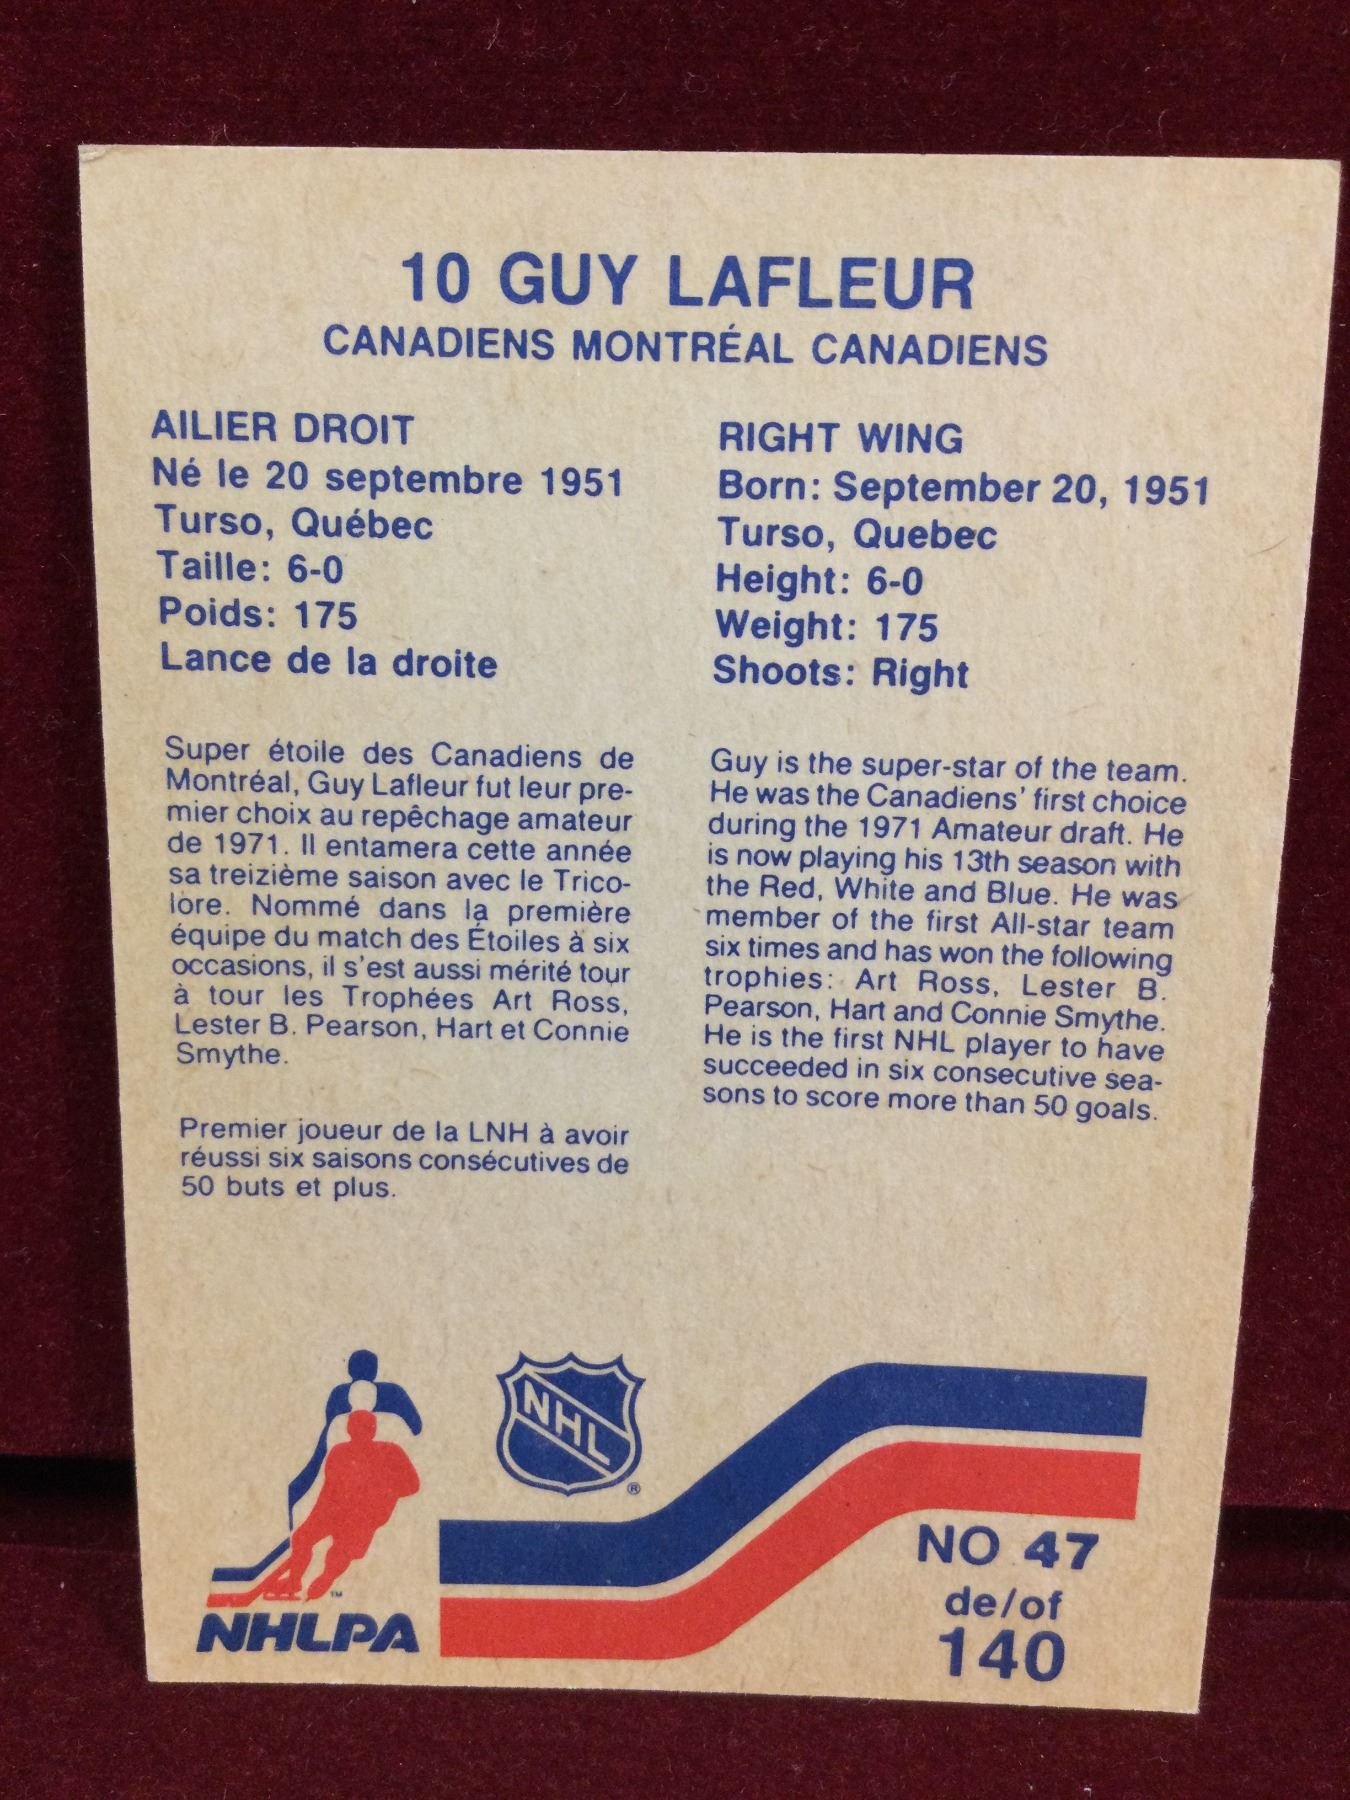 10 GUY LAFLEUR
CANADIENS MONTRÉAL CANADIENS
AILIER DROIT
Né le 20 septembre 1951
Turso, Québec
Taille: 6-0
Poids: 175
Lance de la droite
Super étoile des Canadiens de
Montréal, Guy Lafleur fut leur pre-
mier choix au repêchage amateur
de 1971. Il entamera cette année
sa treizième saison avec le Trico-
lore. Nommé dans la première
équipe du match des Étoiles à six
occasions, il s'est aussi mérité tour
à tour les Trophées Art Ross,
Lester B. Pearson, Hart et Connie
Smythe.
Premier joueur de la LNH à avoir
réussi six saisons consécutives de
50 buts et plus.
RIGHT WING
Born: September 20, 1951
Turso, Quebec
Height: 6-0
Weight: 175
Shoots: Right
Guy is the super-star of the team.
He was the Canadiens' first choice
during the 1971 Amateur draft. He
is now playing his 13th season with
the Red, White and Blue. He was
member of the first All-star team
six times and has won the following
trophies: Art Ross, Lester B.
Pearson, Hart and Connie Smythe.
He is the first NHL player to have
succeeded in six consecutive sea-
sons to score more than 50 goals.
NHL
®
TM
NHLPA
NO 47
de/of
140